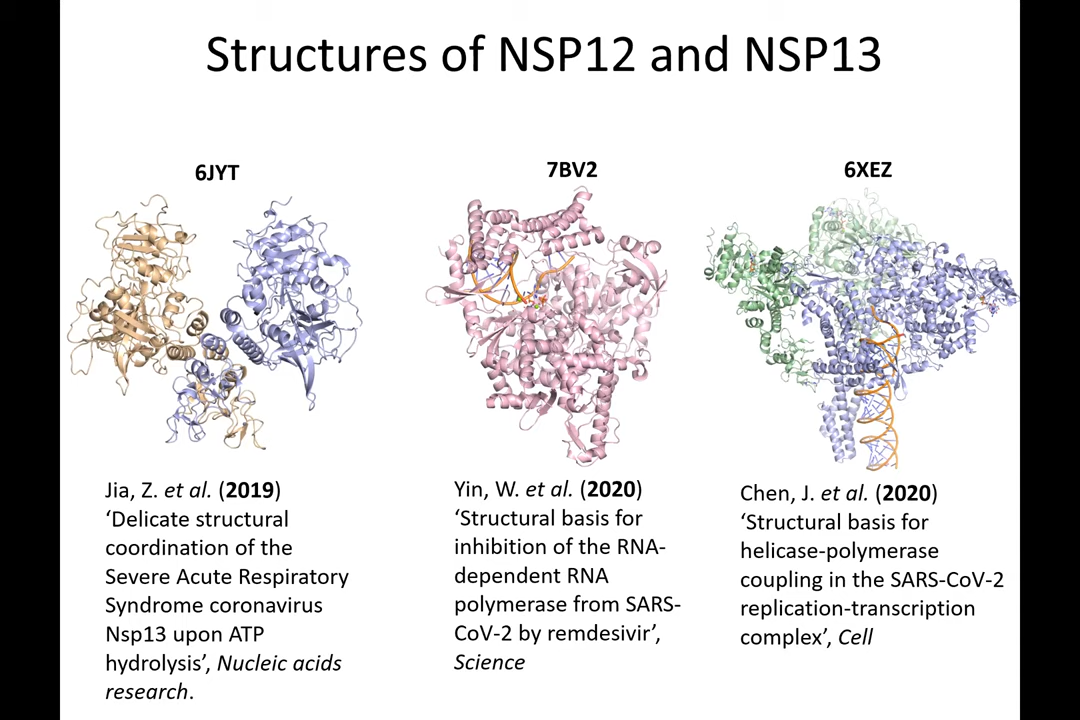 Structures of NSP12 and NSP13
6JYT
7BV2
6XEZ
Jia, Z. et al. (2019)
‘Delicate structural
coordination of the
Severe Acute Respiratory
Syndrome coronavirus
Nsp13 upon ATP
hydrolysis’, Nucleic acids
research.
Yin, W. et al. (2020)
‘Structural basis for
inhibition of the RNA-
dependent RNA
polymerase from SARS-
CoV-2 by remdesivir’,
Science
Chen, J. et al. (2020)
‘Structural basis for
helicase-polymerase
coupling in the SARS-CoV-2
replication-transcription
complex’, Cell